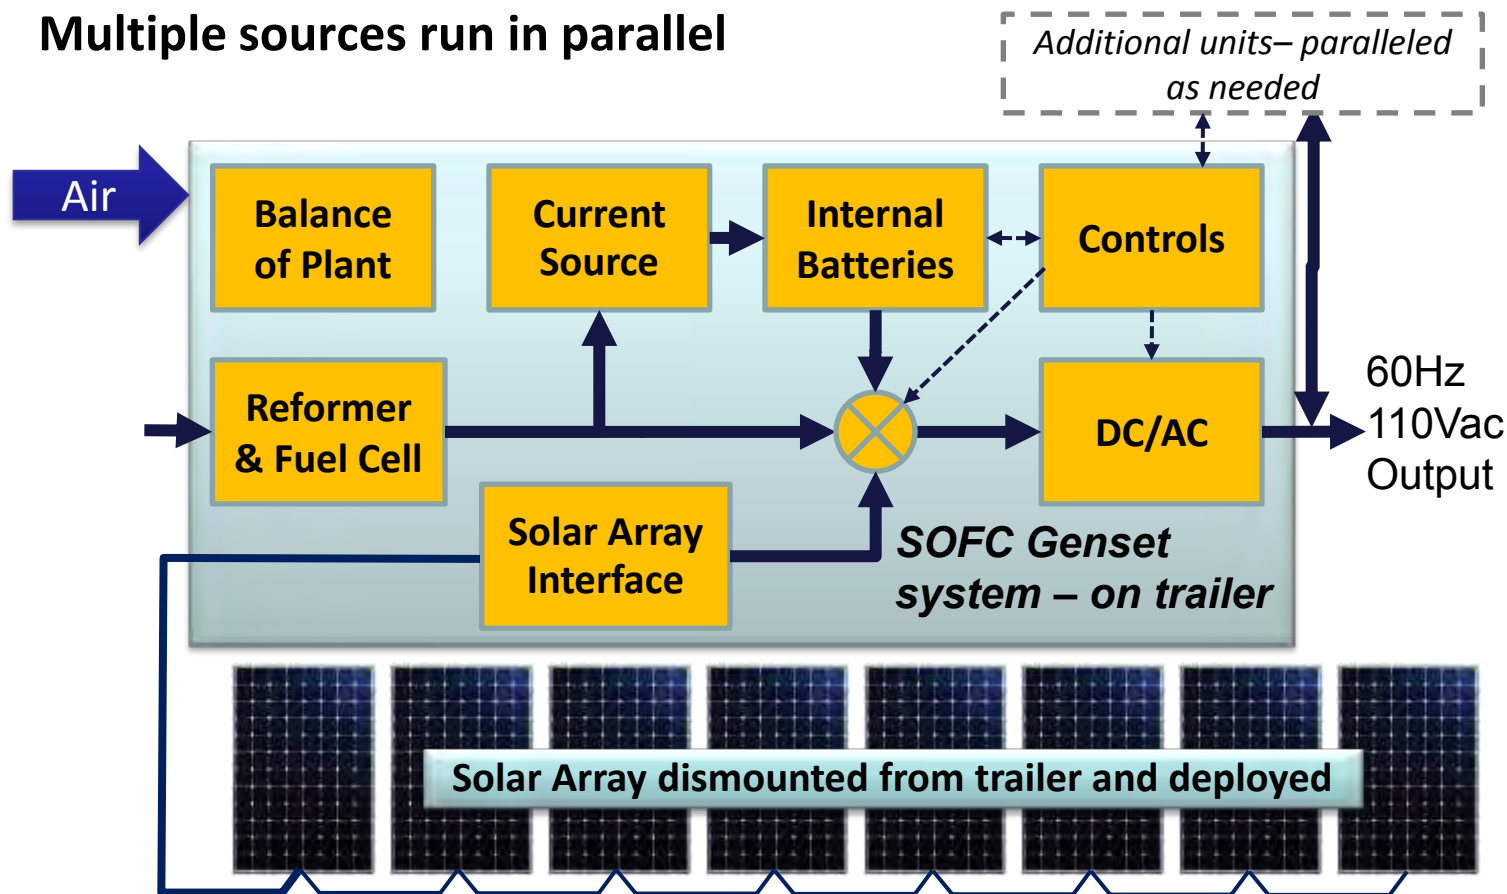 Multiple sources run in parallel
Additional units– paralleled
as needed
Air
Balance
of Plant
Current
Source
Internal
Batteries
Controls
Reformer
& Fuel Cell
DC/AC
60Hz
110Vac
Output
Solar Array
Interface
SOFC Genset
system – on trailer
Solar Array dismounted from trailer and deployed